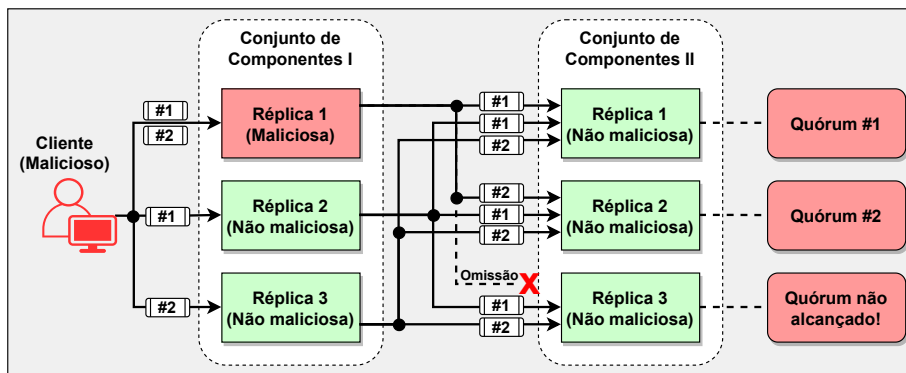 Conjunto de
Componentes I
Conjunto de
Componentes II
Cliente
(Malicioso)
#1
#2
#1
#2
Réplica 1
(Maliciosa)
Réplica 2
(Não maliciosa)
Réplica 3
(Não maliciosa)
#1
#1
#2
#2
#1
#2
Omissão
X
#1
#2
Réplica 1
(Não maliciosa)
Réplica 2
(Não maliciosa)
Réplica 3
(Não maliciosa)
Quórum #1
Quórum #2
Quórum não
alcançado!